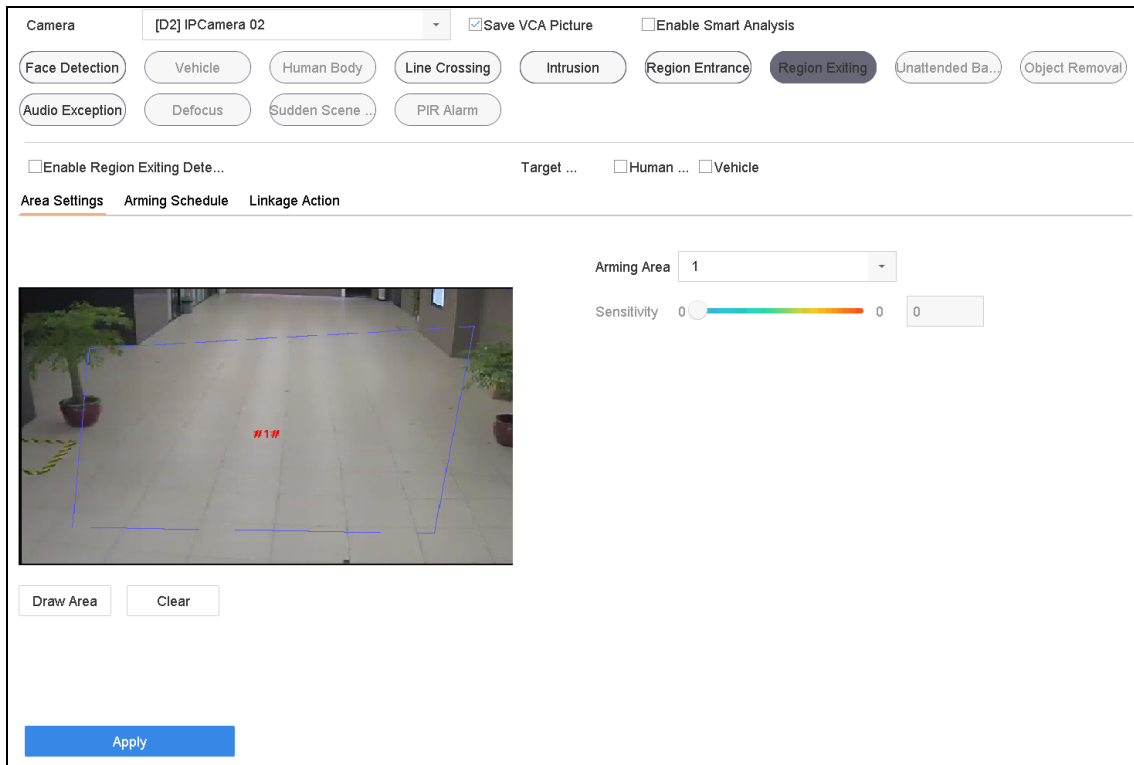 Camera [D2] IPCamera 02 Save VCA Picture Enable Smart Analysis
Face Detection Vehicle Human Body Line Crossing Intrusion Region Entrance Region Exiting Unattended Ba... Object Removal
Audio Exception Defocus Sudden Scene ... PIR Alarm
Enable Region Exiting Dete... Target ... Human ... Vehicle
Area Settings Arming Schedule Linkage Action
Arming Area 1
Sensitivity 0 0 0
#1#
Draw Area Clear
Apply